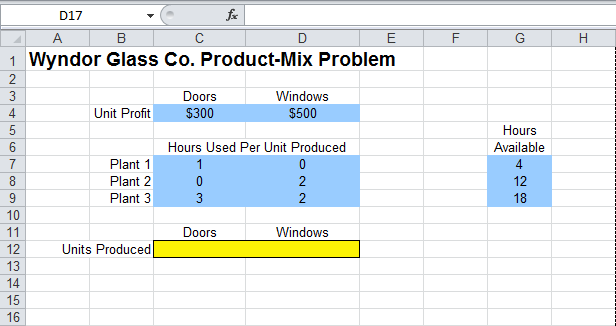 D17 fx
A B C D E F G H
1 Wyndor Glass Co. Product-Mix Problem
2
3 Doors Windows
4 Unit Profit $300 $500
5 Hours
6 Hours Used Per Unit Produced Available
7 Plant 1 1 0 4
8 Plant 2 0 2 12
9 Plant 3 3 2 18
10
11 Doors Windows
12 Units Produced
13
14
15
16